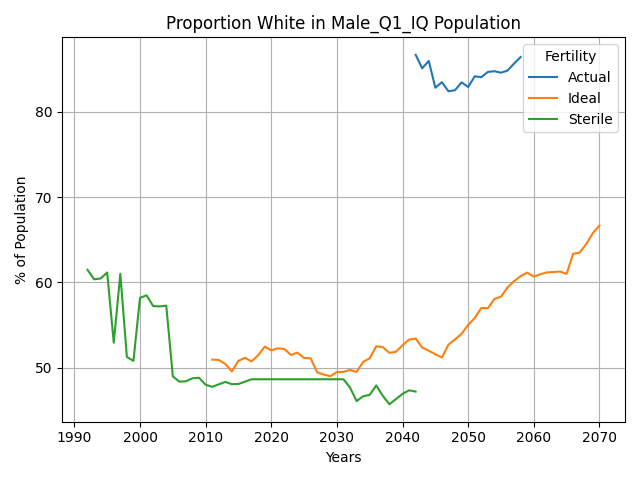 Proportion White in Male_Q1_IQ Population
Fertility
Actual
Ideal
Sterile
% of Population
80
70
60
50
1990 2000 2010 2020 2030 2040 2050 2060 2070
Years